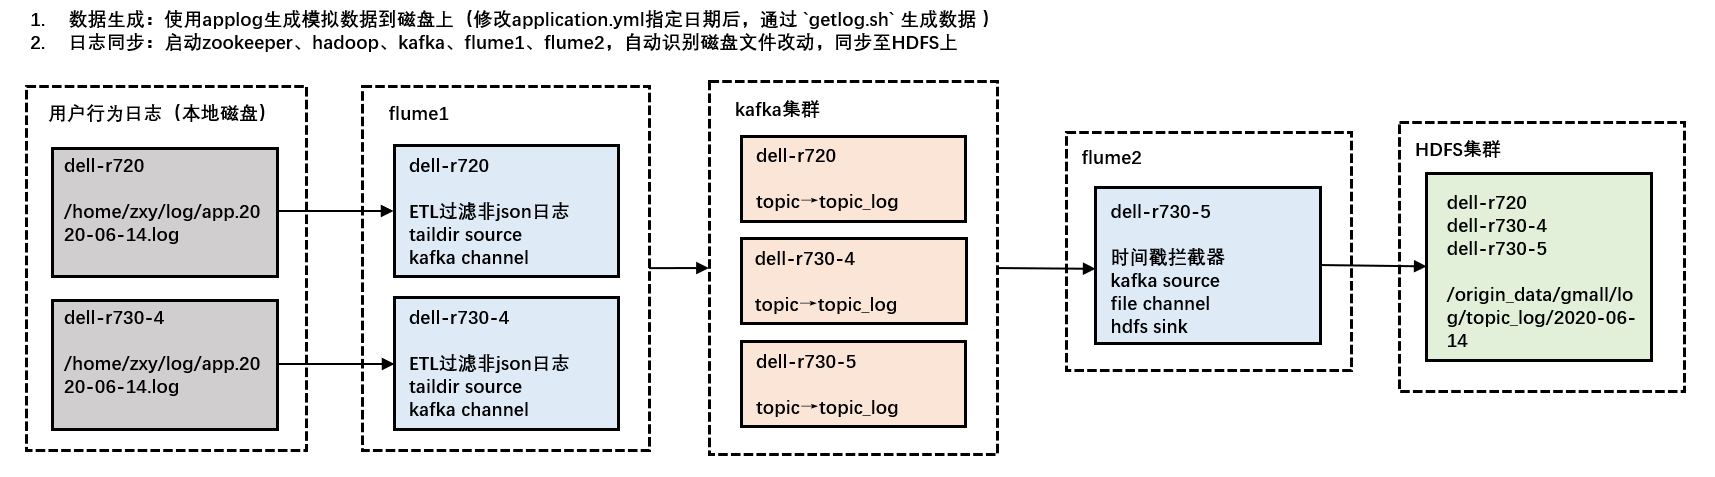 1. 数据生成：使用applog生成模拟数据到磁盘上（修改application.yml指定日期后，通过 `getlog.sh` 生成数据 ）
2. 日志同步：启动zookeeper、hadoop、kafka、flume1、flume2，自动识别磁盘文件改动，同步至HDFS上
用户行为日志（本地磁盘）
dell-r720
/home/zxy/log/app.20
20-06-14.log
dell-r730-4
/home/zxy/log/app.20
20-06-14.log
flume1
dell-r720
ETL过滤非json日志
taildir source
kafka channel
dell-r730-4
ETL过滤非json日志
taildir source
kafka channel
kafka集群
dell-r720
topic→topic_log
dell-r730-4
topic→topic_log
dell-r730-5
topic→topic_log
flume2
dell-r730-5
时间戳拦截器
kafka source
file channel
hdfs sink
HDFS集群
dell-r720
dell-r730-4
dell-r730-5
/origin_data/gmall/lo
g/topic_log/2020-06-
14